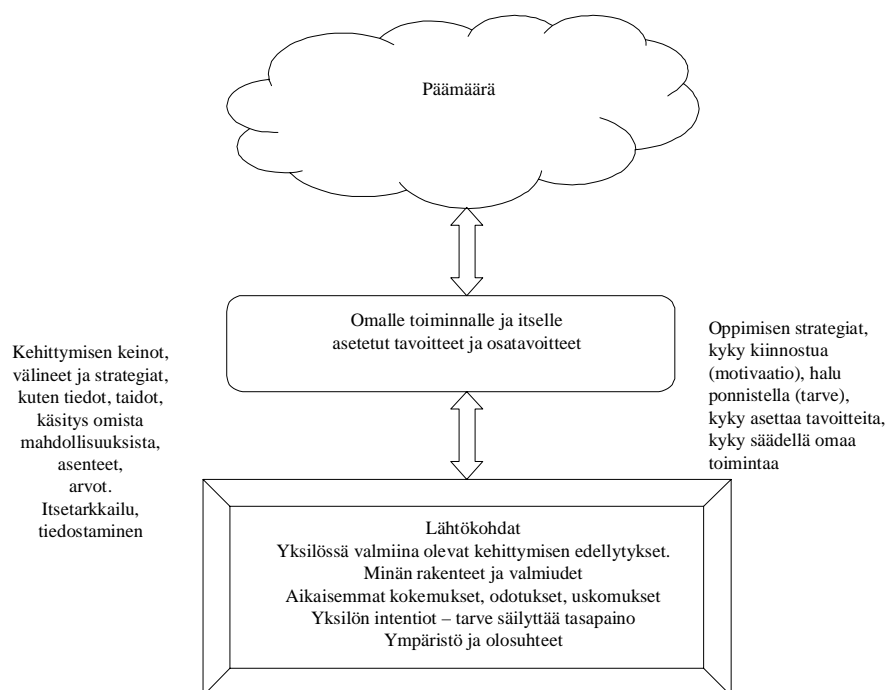 Päämäärä
Omalle toiminnalle ja itselle
asetetut tavoitteet ja osatavoitteet
Kehittymisen keinot,
välineet ja strategiat,
kuten tiedot, taidot,
käsitys omista
mahdollisuuksista,
asenteet,
arvot.
Itsetarkkailu,
tiedostaminen
Oppimisen strategiat,
kyky kiinnostua
(motivaatio), halu
ponnistella (tarve),
kyky asettaa tavoitteita,
kyky säädellä omaa
toimintaa
Lähtökohdat
Yksilössä valmiina olevat kehittymisen edellytykset.
Minän rakenteet ja valmiudet
Aikaisemmat kokemukset, odotukset, uskomukset
Yksilön intentiot – tarve säilyttää tasapaino
Ympäristö ja olosuhteet